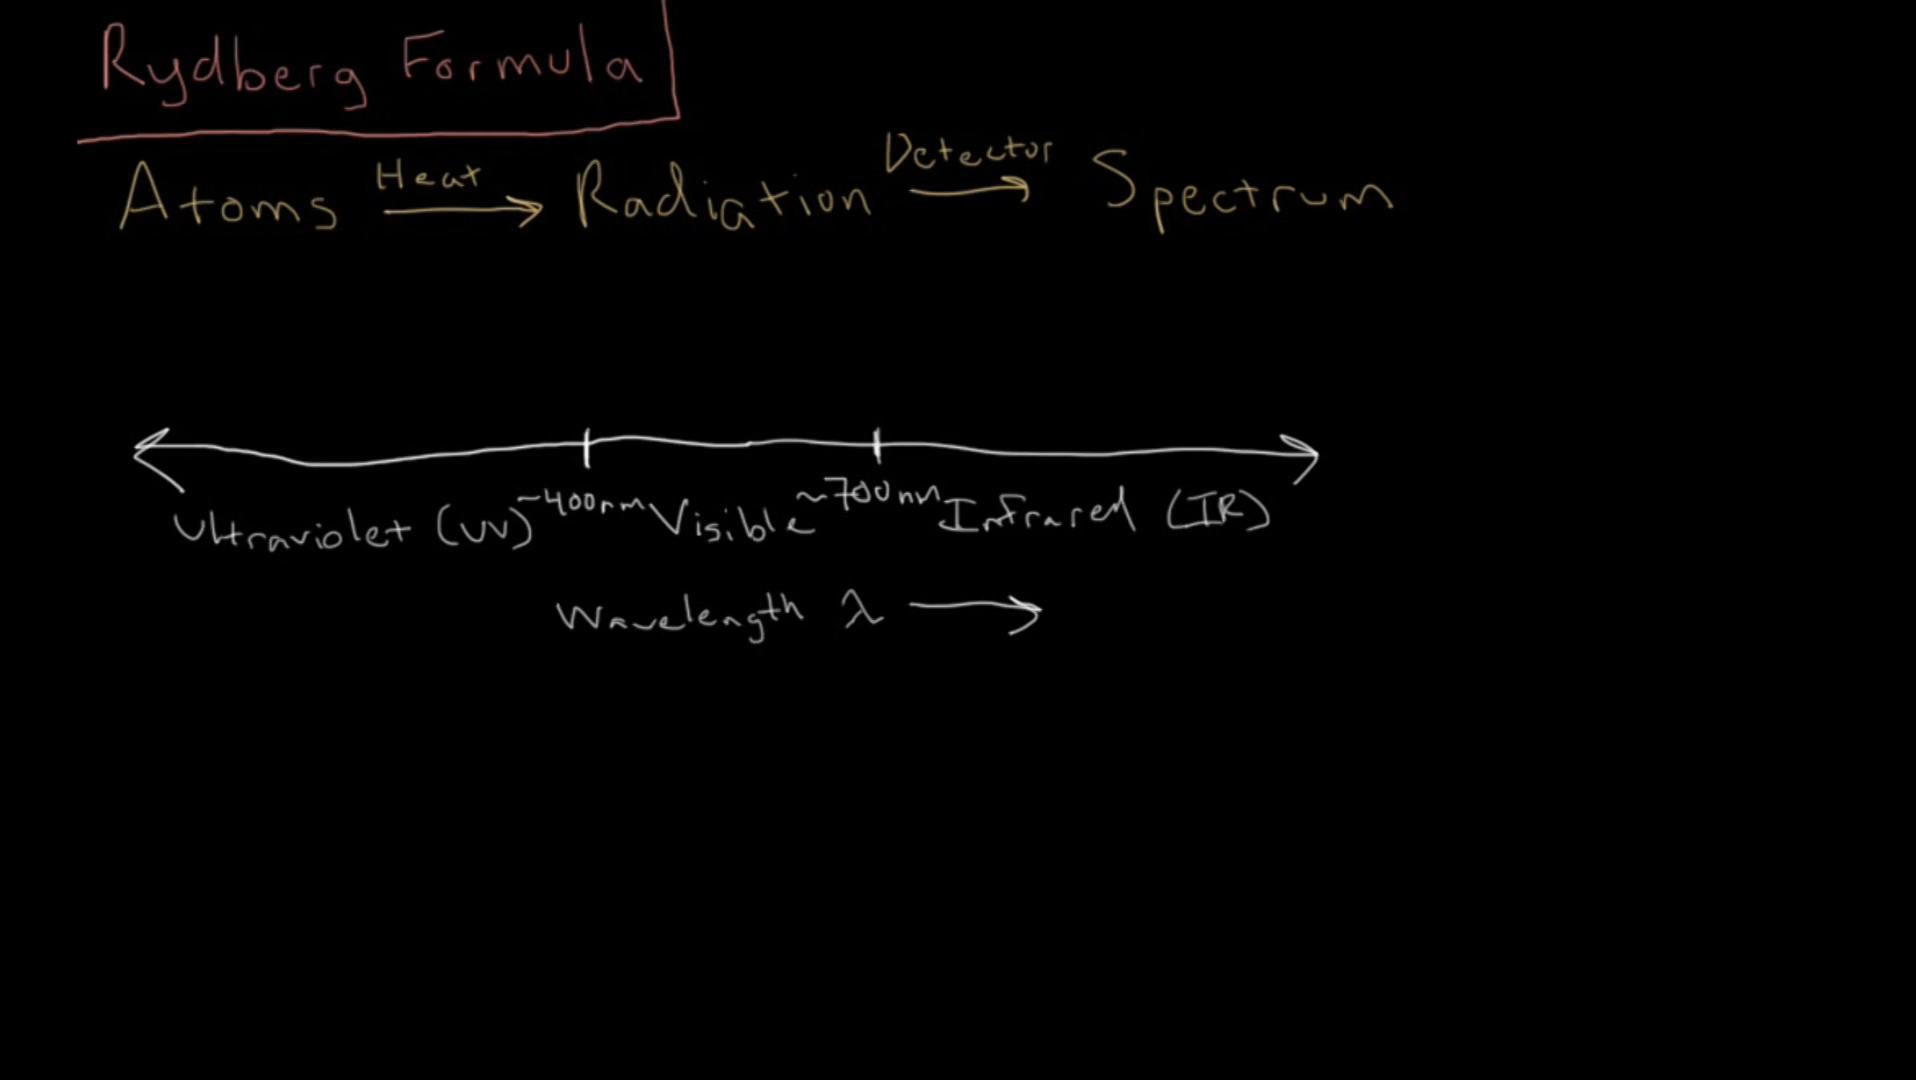 Rydberg Formula
Atoms Heat → Radiation Detector → Spectrum
Ultraviolet (UV) ~400nm Visible ~700nm Infrared (IR)
Wavelength λ →